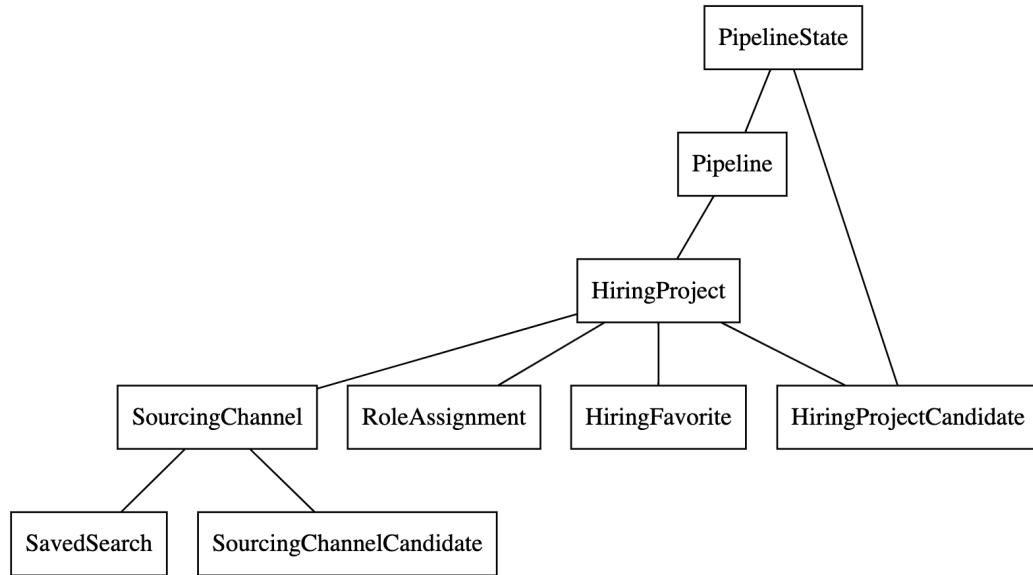 PipelineState
Pipeline
HiringProject
SourcingChannel
RoleAssignment
HiringFavorite
HiringProjectCandidate
SavedSearch
SourcingChannelCandidate